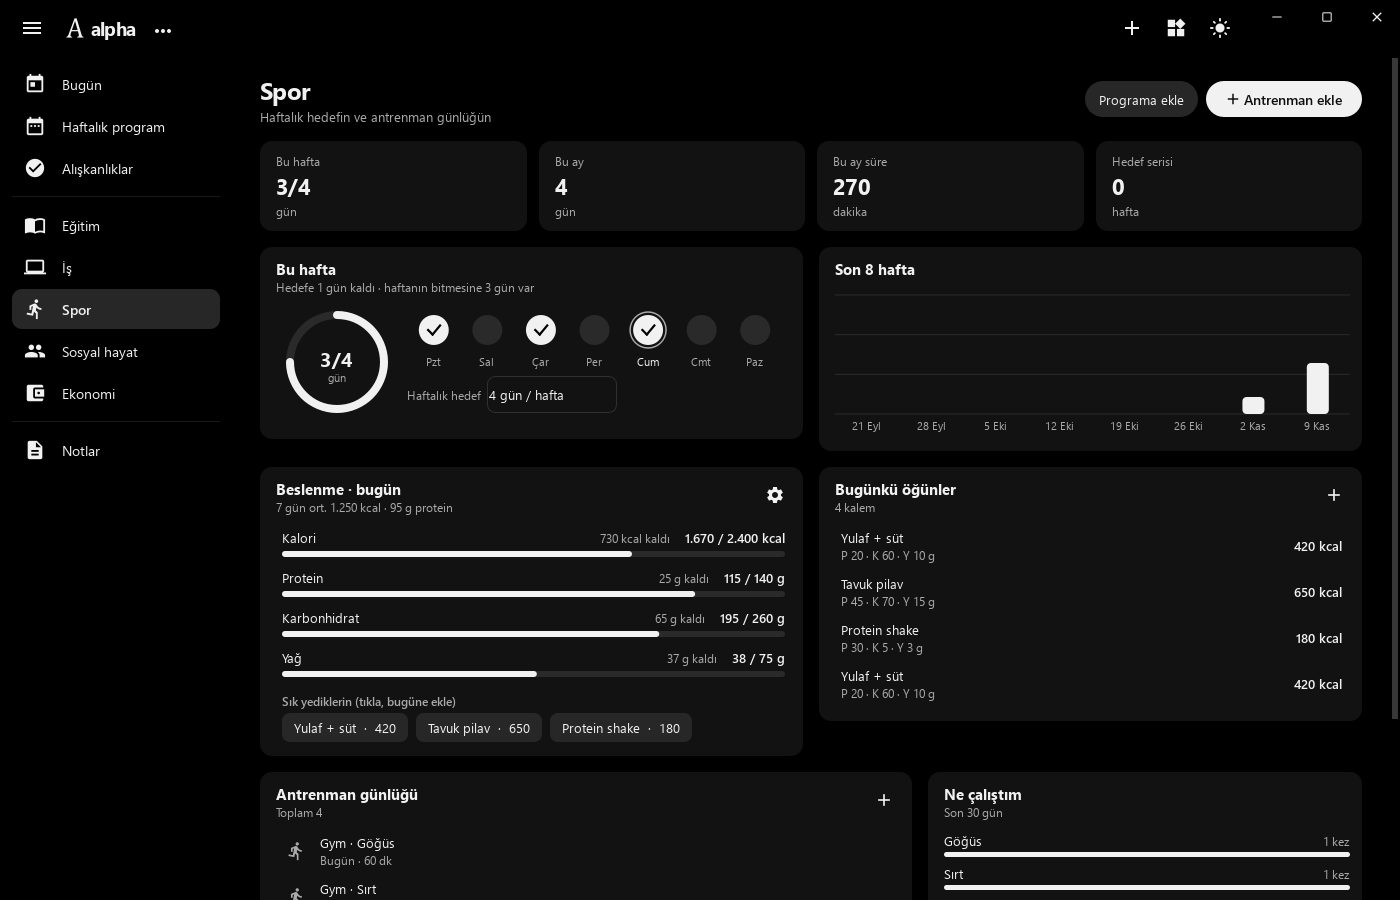 A alpha
Bugün
Haftalık program
Alışkanlıklar
Eğitim
İş
Spor
Sosyal hayat
Ekonomi
Notlar
Spor
Haftalık hedefin ve antrenman günlüğün
Programa ekle
+ Antrenman ekle
Bu hafta
3/4
gün
Bu ay
4
gün
Bu ay süre
270
dakika
Hedef serisi
0
hafta
Bu hafta
Hedefe 1 gün kaldı · haftanın bitmesine 3 gün var
3/4
gün
Pzt Sal Çar Per Cum Cmt Paz
Haftalık hedef 4 gün / hafta
Son 8 hafta
21 Eyl 28 Eyl 5 Eki 12 Eki 19 Eki 26 Eki 2 Kas 9 Kas
Beslenme · bugün
7 gün ort. 1.250 kcal · 95 g protein
Kalori 730 kcal kaldı 1.670 / 2.400 kcal
Protein 25 g kaldı 115 / 140 g
Karbonhidrat 65 g kaldı 195 / 260 g
Yağ 37 g kaldı 38 / 75 g
Sık yediklerin (tıkla, bugüne ekle)
Yulaf + süt · 420
Tavuk pilav · 650
Protein shake · 180
Bugünkü öğünler
4 kalem
Yulaf + süt
P 20 · K 60 · Y 10 g
420 kcal
Tavuk pilav
P 45 · K 70 · Y 15 g
650 kcal
Protein shake
P 30 · K 5 · Y 3 g
180 kcal
Yulaf + süt
P 20 · K 60 · Y 10 g
420 kcal
Antrenman günlüğü
Toplam 4
Gym · Göğüs
Bugün · 60 dk
Gym · Sırt
Ne çalıştım
Son 30 gün
Göğüs 1 kez
Sırt 1 kez